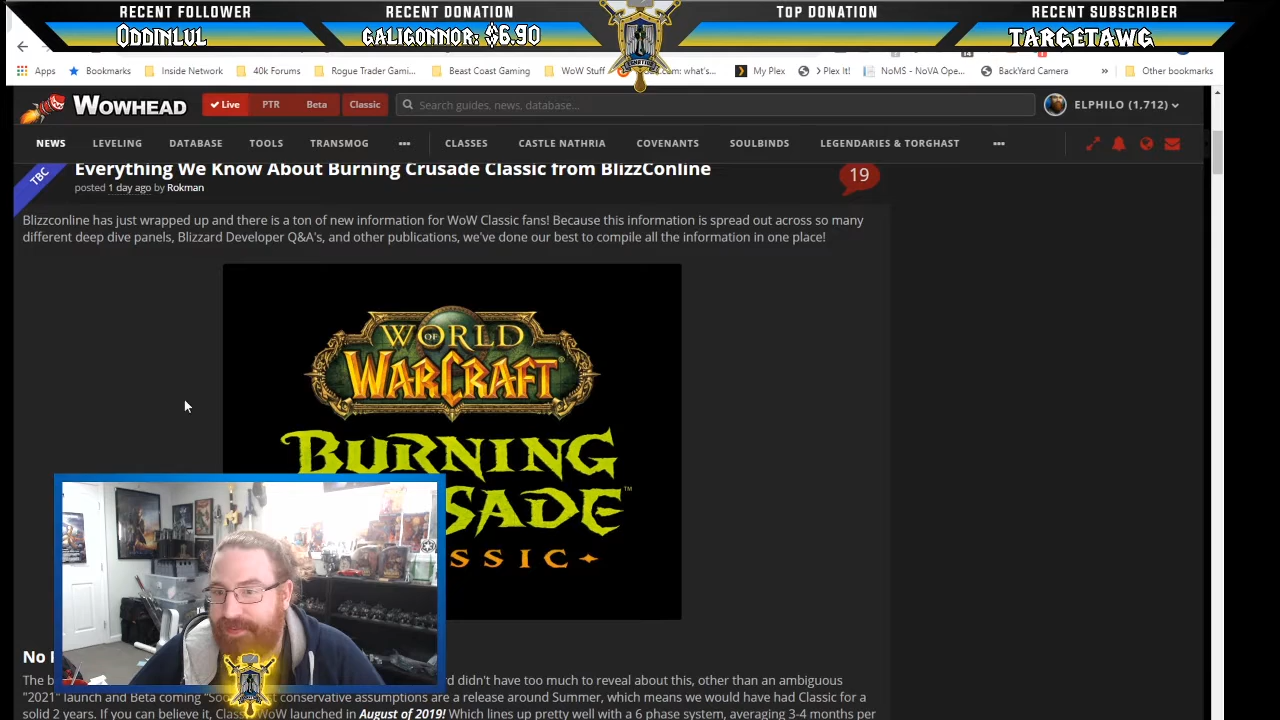 RECENT FOLLOWER RECENT DONATION TOP DONATION RECENT SUBSCRIBER
Oddinlul GALIGONNOR: $6.90 TARGETAWG
Apps Bookmarks Inside Network 40k Forums Rogue Trader Gami... Beast Coast Gaming WoW Stuff .com: what's... My Plex > Plex It! NoMS - NoVA Ope... BackYard Camera » Other bookmarks
WOWHEAD Live PTR Beta Classic Search guides, news, database... ELPHILO (1,712)
NEWS LEVELING DATABASE TOOLS TRANSMOG ••• CLASSES CASTLE NATHRIA COVENANTS SOULBINDS LEGENDARIES & TORGHAST •••
TBC
Everything We Know About Burning Crusade Classic from BlizzConline
19
posted 1 day ago by Rokman
Blizzconline has just wrapped up and there is a ton of new information for WoW Classic fans! Because this information is spread out across so many
different deep dive panels, Blizzard Developer Q&A's, and other publications, we've done our best to compile all the information in one place!
WORLD
OF
WARCRAFT
BURNING
SADE™
SSIC
No
The b rd didn't have too much to reveal about this, other than an ambiguous
"2021" launch and Beta coming "Soo st conservative assumptions are a release around Summer, which means we would have had Classic for a
solid 2 years. If you can believe it, Class WoW launched in August of 2019! Which lines up pretty well with a 6 phase system, averaging 3-4 months per